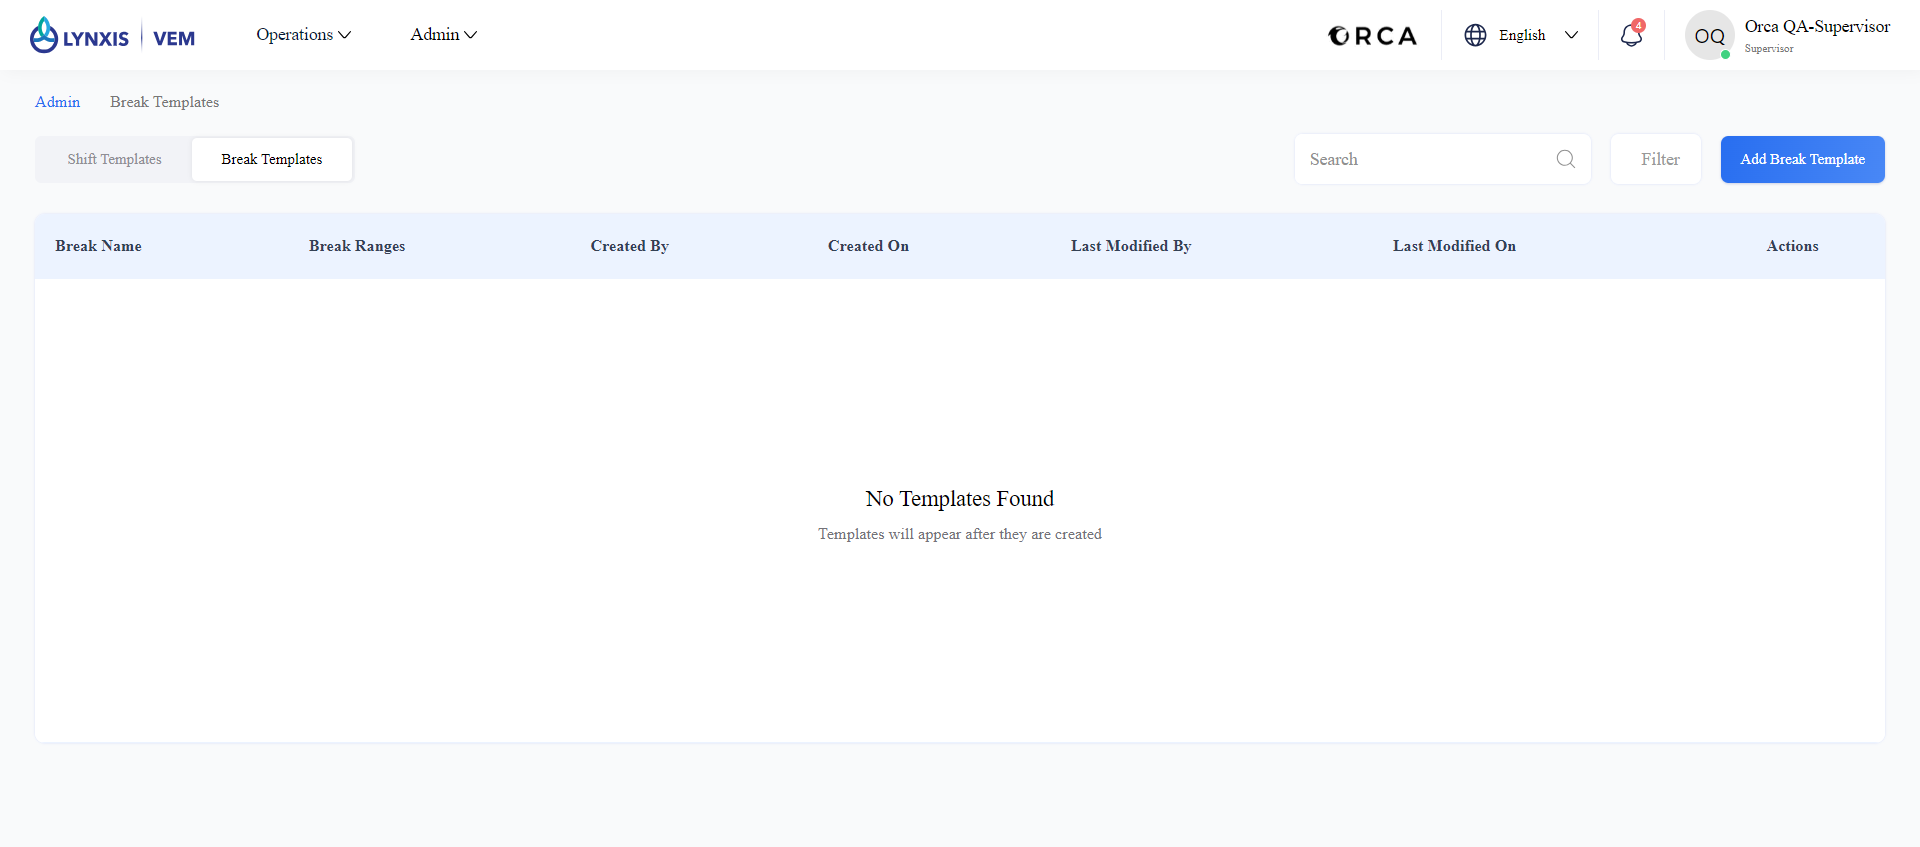 LYNXIS VEM
Operations
Admin
ORCA
English
4
OQ
Orca QA-Supervisor
Supervisor
Admin Break Templates
Shift Templates Break Templates
Search
Filter
Add Break Template
Break Name Break Ranges Created By Created On Last Modified By Last Modified On Actions
No Templates Found
Templates will appear after they are created